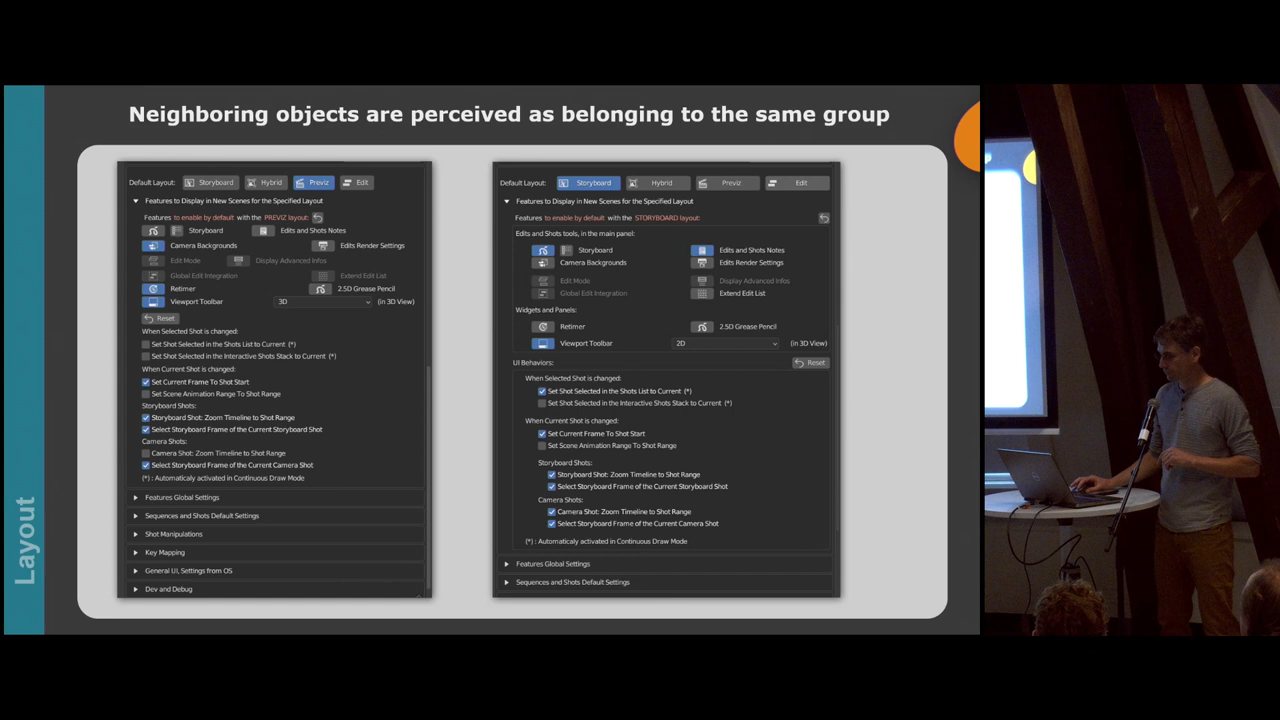 Neighboring objects are perceived as belonging to the same group
Layout
Default Layout: Storyboard Hybrid Previz Edit
Features to Display in New Scenes for the Specified Layout
Features to enable by default with the PREVIZ layout:
Storyboard Edits and Shots Notes
Camera Backgrounds Edits Render Settings
Edit Mode Display Advanced Infos
Global Edit Integration Extend Edit List
Retimer 2.5D Grease Pencil
Viewport Toolbar 3D (in 3D View)
Reset
When Selected Shot is changed:
Set Shot Selected in the Shots List to Current (*)
Set Shot Selected in the Interactive Shots Stack to Current (*)
When Current Shot is changed:
Set Current Frame To Shot Start
Set Scene Animation Range To Shot Range
Storyboard Shots:
Storyboard Shot: Zoom Timeline to Shot Range
Select Storyboard Frame of the Current Storyboard Shot
Camera Shots:
Camera Shot: Zoom Timeline to Shot Range
Select Storyboard Frame of the Current Camera Shot
(*) : Automaticaly activated in Continuous Draw Mode
Features Global Settings
Sequences and Shots Default Settings
Shot Manipulations
Key Mapping
General UI, Settings from OS
Dev and Debug
Default Layout: Storyboard Hybrid Previz Edit
Features to Display in New Scenes for the Specified Layout
Features to enable by default with the STORYBOARD layout:
Edits and Shots tools, in the main panel:
Storyboard Edits and Shots Notes
Camera Backgrounds Edits Render Settings
Edit Mode Display Advanced Infos
Global Edit Integration Extend Edit List
Widgets and Panels:
Retimer 2.5D Grease Pencil
Viewport Toolbar 2D (in 3D View)
UI Behaviors: Reset
When Selected Shot is changed:
Set Shot Selected in the Shots List to Current (*)
Set Shot Selected in the Interactive Shots Stack to Current (*)
When Current Shot is changed:
Set Current Frame To Shot Start
Set Scene Animation Range To Shot Range
Storyboard Shots:
Storyboard Shot: Zoom Timeline to Shot Range
Select Storyboard Frame of the Current Storyboard Shot
Camera Shots:
Camera Shot: Zoom Timeline to Shot Range
Select Storyboard Frame of the Current Camera Shot
(*) : Automaticaly activated in Continuous Draw Mode
Features Global Settings
Sequences and Shots Default Settings